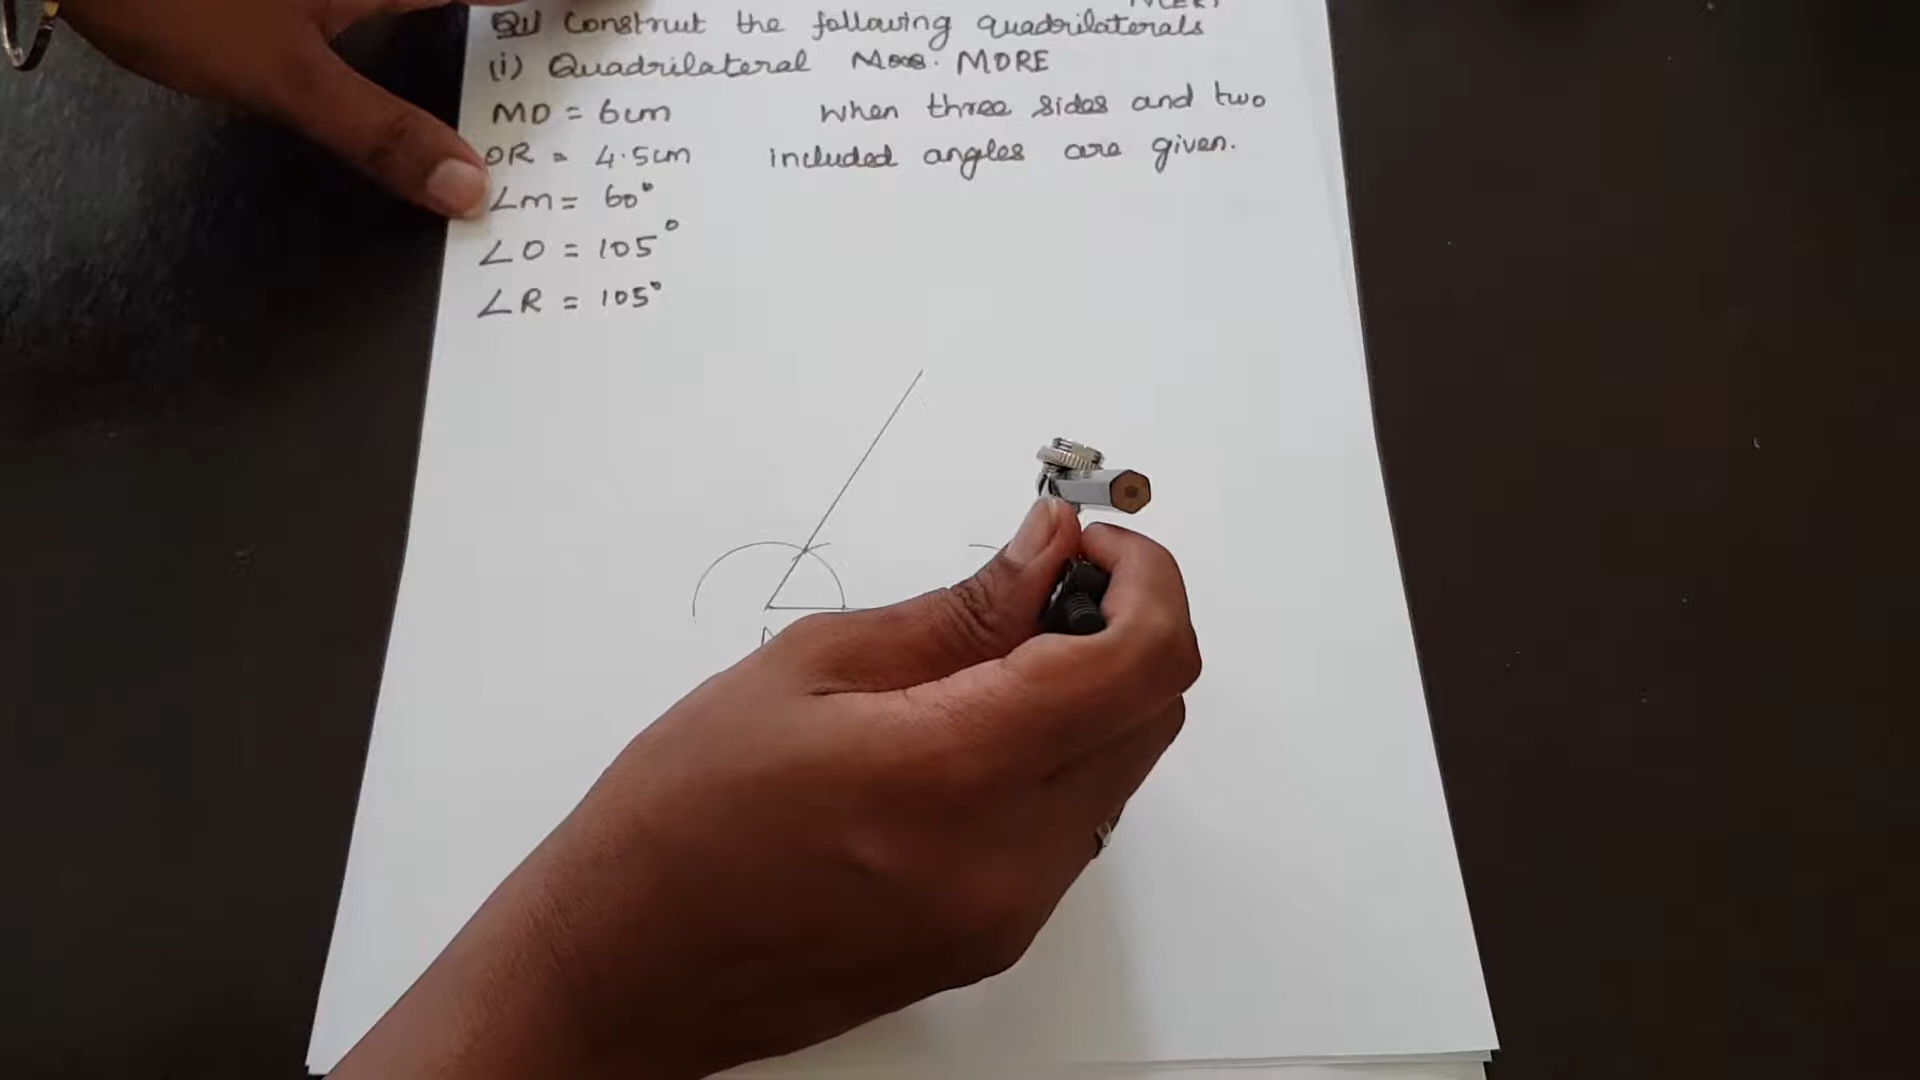 Q1 Construt the following quadrilaterals
(i) Quadrilateral MORE
MO = 6cm
OR = 4.5cm
∠m = 60°
∠O = 105°
∠R = 105°
When three sides and two
included angles are given.